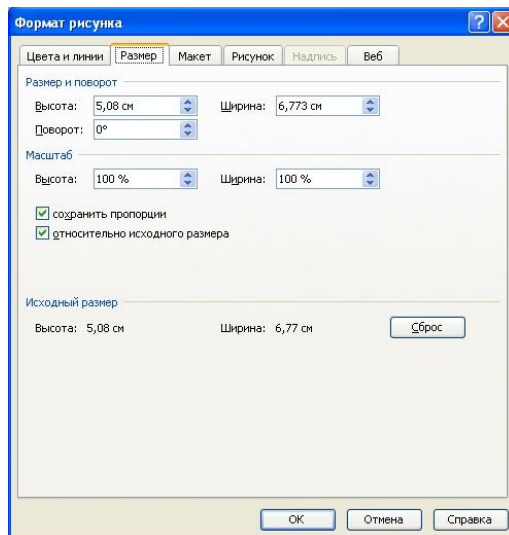 Формат рисунка
Цвета и линии Размер Макет Рисунок Надпись Веб
Размер и поворот
Высота: 5,08 см Ширина: 6,773 см
Поворот: 0°
Масштаб
Высота: 100 % Ширина: 100 %
сохранить пропорции
относительно исходного размера
Исходный размер
Высота: 5,08 см Ширина: 6,77 см Сброс
ОК Отмена Справка